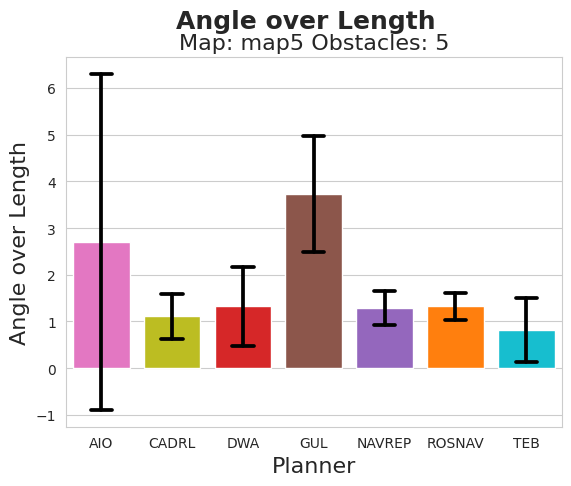 Angle over Length
Map: map5 Obstacles: 5
Angle over Length
6
5
4
3
2
1
0
−1
AIO CADRL DWA GUL NAVREP ROSNAV TEB
Planner